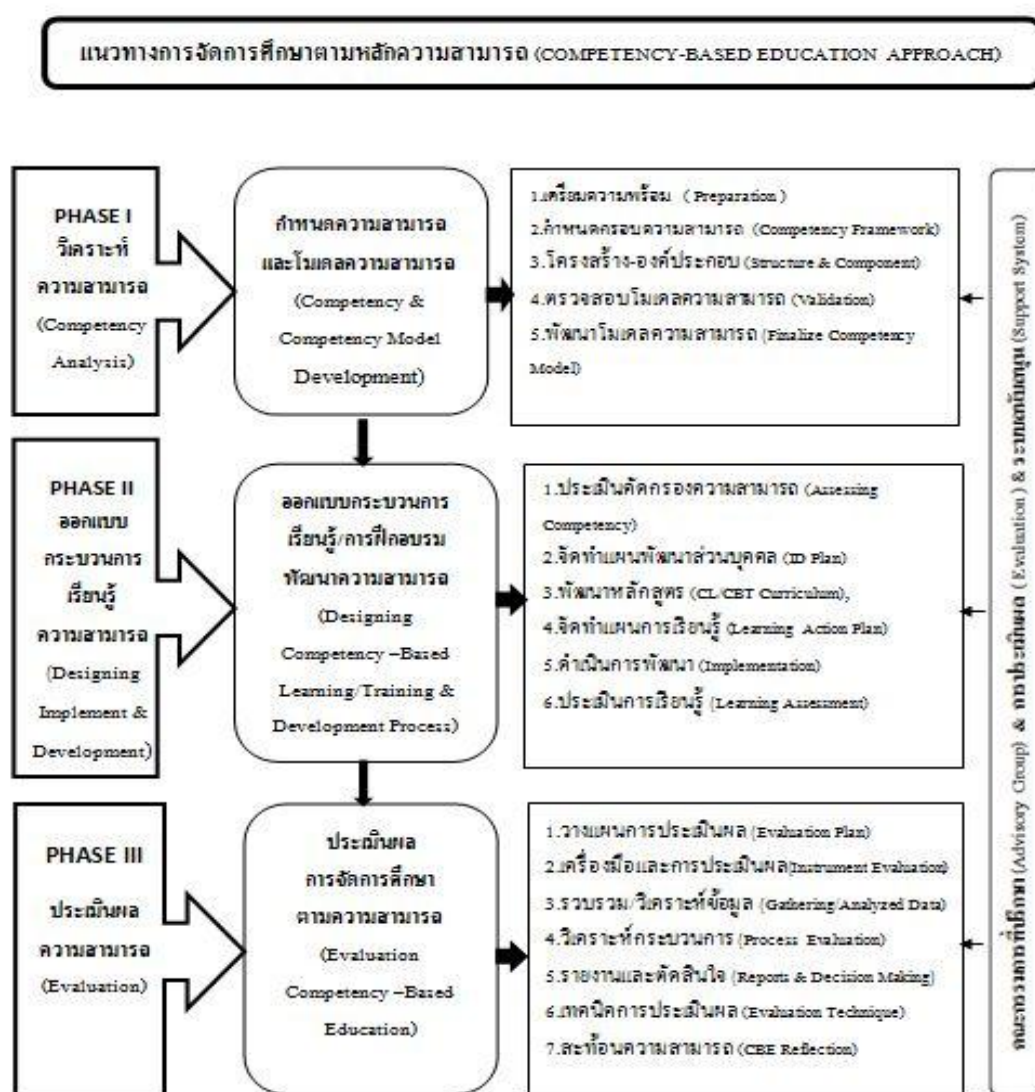 แนวทางการจัดการศึกษาตามหลักความสามารถ (COMPETENCY-BASED EDUCATION APPROACH)
PHASE I
วิเคราะห์
ความสามารถ
(Competency
Analysis)
กำหนดความสามารถ
และโมเดลความสามารถ
(Competency &
Competency Model
Development)
1.เตรียมความพร้อม ( Preparation )
2.กำหนดกรอบความสามารถ (Competency Framework)
3.โครงสร้าง-องค์ประกอบ (Structure & Component)
4.ตรวจสอบโมเดลความสามารถ (Validation)
5.พัฒนาโมเดลความสามารถ (Finalize Competency
Model)
PHASE II
ออกแบบ
กระบวนการ
เรียนรู้
ความสามารถ
(Designing
Implement &
Development)
ออกแบบกระบวนการ
เรียนรู้/การฝึกอบรม
พัฒนาความสามารถ
(Designing
Competency –Based
Learning/Training &
Development Process)
1.ประเมินคัดกรองความสามารถ (Assessing
Competency)
2.จัดทำแผนพัฒนาส่วนบุคคล (ID Plan)
3.พัฒนาหลักสูตร (CL/CBT Curriculum),
4.จัดทำแผนการเรียนรู้ (Learning Action Plan)
5.ดำเนินการพัฒนา (Implementation)
6.ประเมินการเรียนรู้ (Learning Assessment)
PHASE III
ประเมินผล
ความสามารถ
(Evaluation)
ประเมินผล
การจัดการศึกษา
ตามความสามารถ
(Evaluation
Competency –Based
Education)
1.วางแผนการประเมินผล (Evaluation Plan)
2.เครื่องมือและการประเมินผล(Instrument Evaluation)
3.รวบรวม/วิเคราะห์ข้อมูล (Gathering/Analyzed Data)
4.วิเคราะห์กระบวนการ (Process Evaluation)
5.รายงานและตัดสินใจ (Reports & Decision Making)
6.เทคนิคการประเมินผล (Evaluation Technique)
7.สะท้อนความสามารถ (CBE Reflection)
คณะกรรมการที่ปรึกษา (Advisory Group) & การประเมินผล (Evaluation ) & ระบบสนับสนุน (Support System)